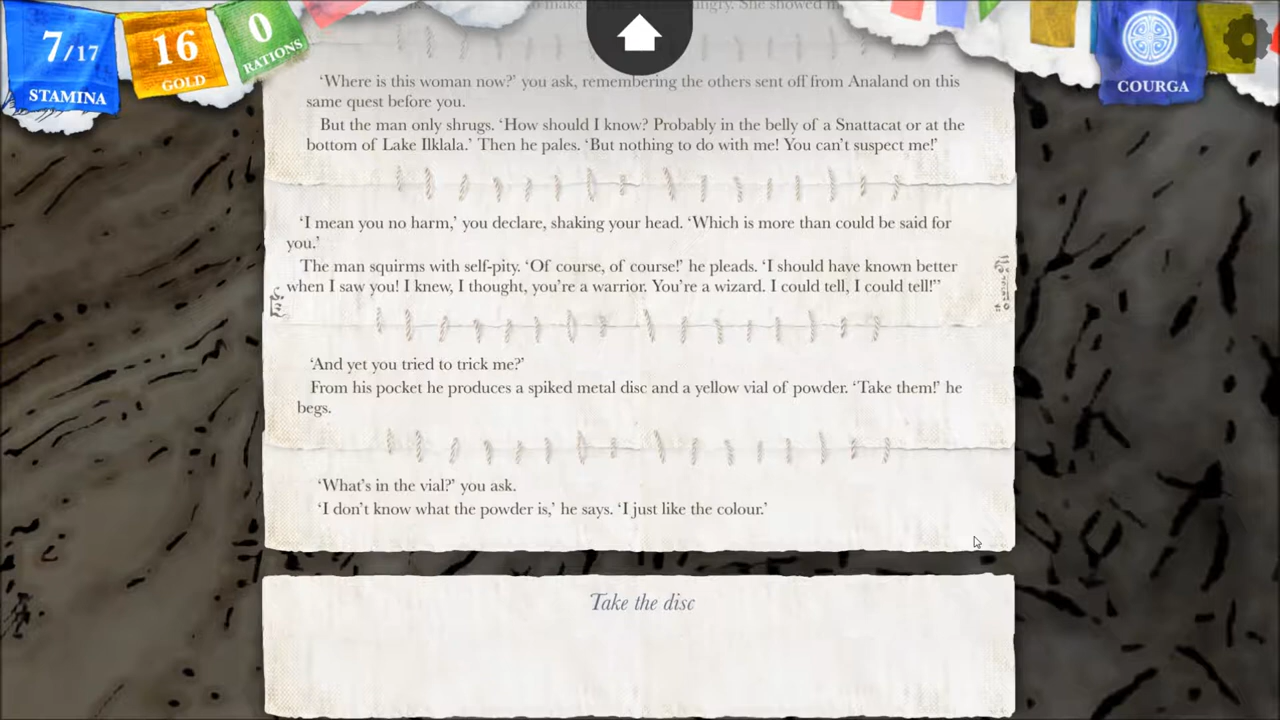 7/17
STAMINA
16
GOLD
0
RATIONS
COURGA
to make
ngry. She showed m
‘Where is this woman now?’ you ask, remembering the others sent off from Analand on this
same quest before you.
But the man only shrugs. ‘How should I know? Probably in the belly of a Snattacat or at the
bottom of Lake Ilklala.’ Then he pales. ‘But nothing to do with me! You can’t suspect me!’
‘I mean you no harm,’ you declare, shaking your head. ‘Which is more than could be said for
you.’
The man squirms with self-pity. ‘Of course, of course!’ he pleads. ‘I should have known better
when I saw you! I knew, I thought, you’re a warrior. You’re a wizard. I could tell, I could tell!’’
‘And yet you tried to trick me?’
From his pocket he produces a spiked metal disc and a yellow vial of powder. ‘Take them!’ he
begs.
‘What’s in the vial?’ you ask.
‘I don’t know what the powder is,’ he says. ‘I just like the colour.’
Take the disc